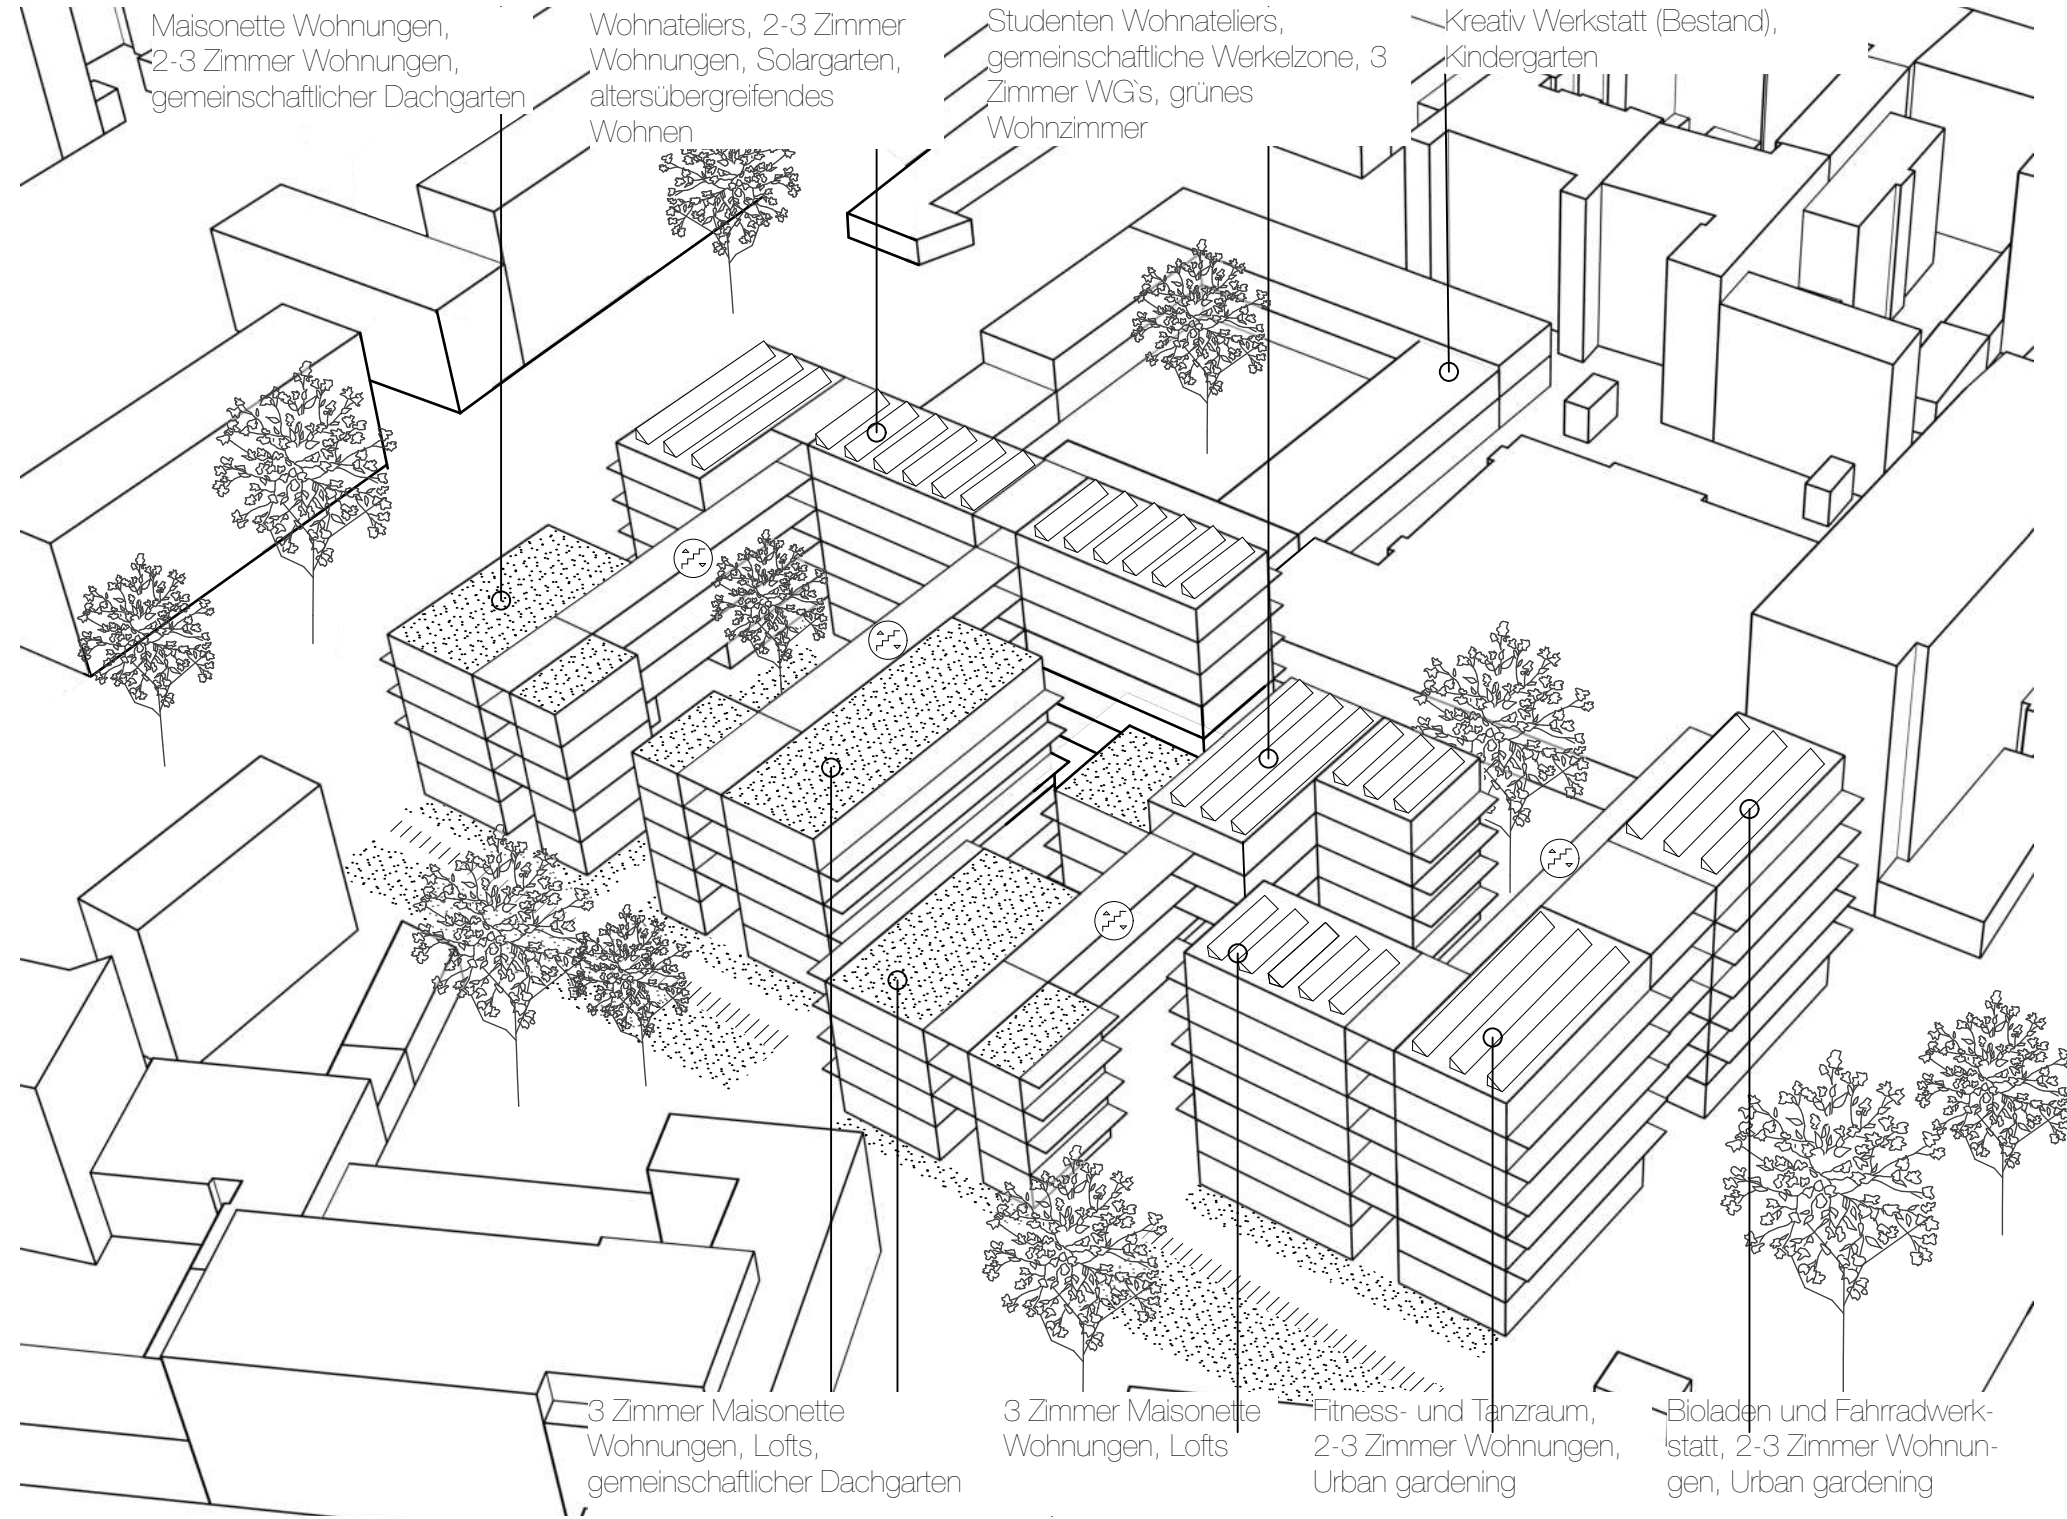 Maisonette Wohnungen,
2-3 Zimmer Wohnungen,
gemeinschaftlicher Dachgarten
Wohnateliers, 2-3 Zimmer
Wohnungen, Solargarten,
altersübergreifendes
Wohnen
Studenten Wohnateliers,
gemeinschaftliche Werkelzone, 3
Zimmer WG`s, grünes
Wohnzimmer
Kreativ Werkstatt (Bestand),
Kindergarten
3 Zimmer Maisonette
Wohnungen, Lofts,
gemeinschaftlicher Dachgarten
3 Zimmer Maisonette
Wohnungen, Lofts
Fitness- und Tanzraum,
2-3 Zimmer Wohnungen,
Urban gardening
Bioladen und Fahrradwerk-
statt, 2-3 Zimmer Wohnun-
gen, Urban gardening